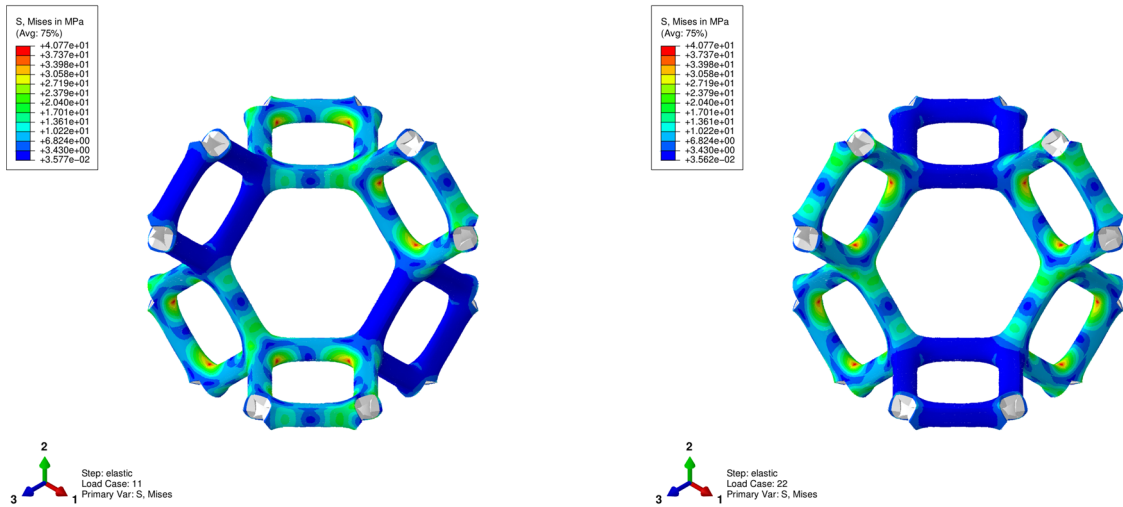 S, Mises in MPa
(Avg: 75%)
+4.077e+01
+3.737e+01
+3.398e+01
+3.058e+01
+2.719e+01
+2.379e+01
+2.040e+01
+1.701e+01
+1.361e+01
+1.022e+01
+6.824e+00
+3.430e+00
+3.577e-02
2
3
1
Step: elastic
Load Case: 11
Primary Var: S, Mises
S, Mises in MPa
(Avg: 75%)
+4.077e+01
+3.737e+01
+3.398e+01
+3.058e+01
+2.719e+01
+2.379e+01
+2.040e+01
+1.701e+01
+1.361e+01
+1.022e+01
+6.824e+00
+3.430e+00
+3.562e-02
2
3
1
Step: elastic
Load Case: 22
Primary Var: S, Mises